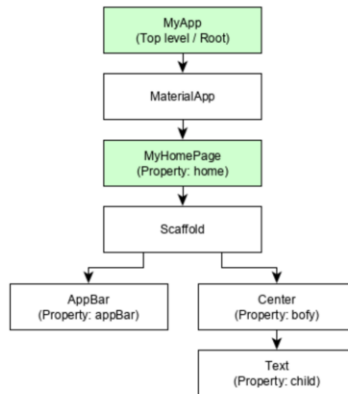 MyApp
(Top level / Root)
MaterialApp
MyHomePage
(Property: home)
Scaffold
AppBar
(Property: appBar)
Center
(Property: bofy)
Text
(Property: child)